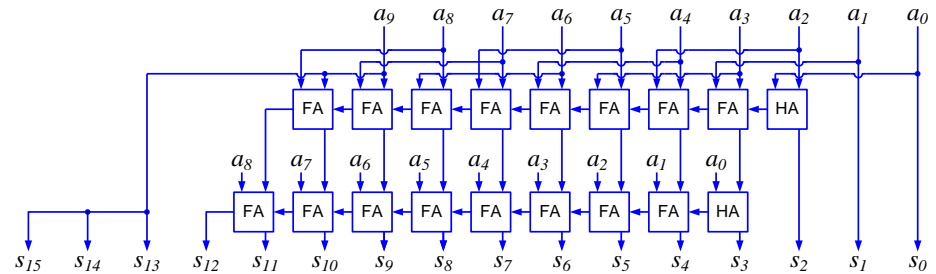 a9 a8 a7 a6 a5 a4 a3 a2 a1 a0
FA FA FA FA FA FA FA FA HA
a8 a7 a6 a5 a4 a3 a2 a1 a0
FA FA FA FA FA FA FA FA HA
s15 s14 s13 s12 s11 s10 s9 s8 s7 s6 s5 s4 s3 s2 s1 s0